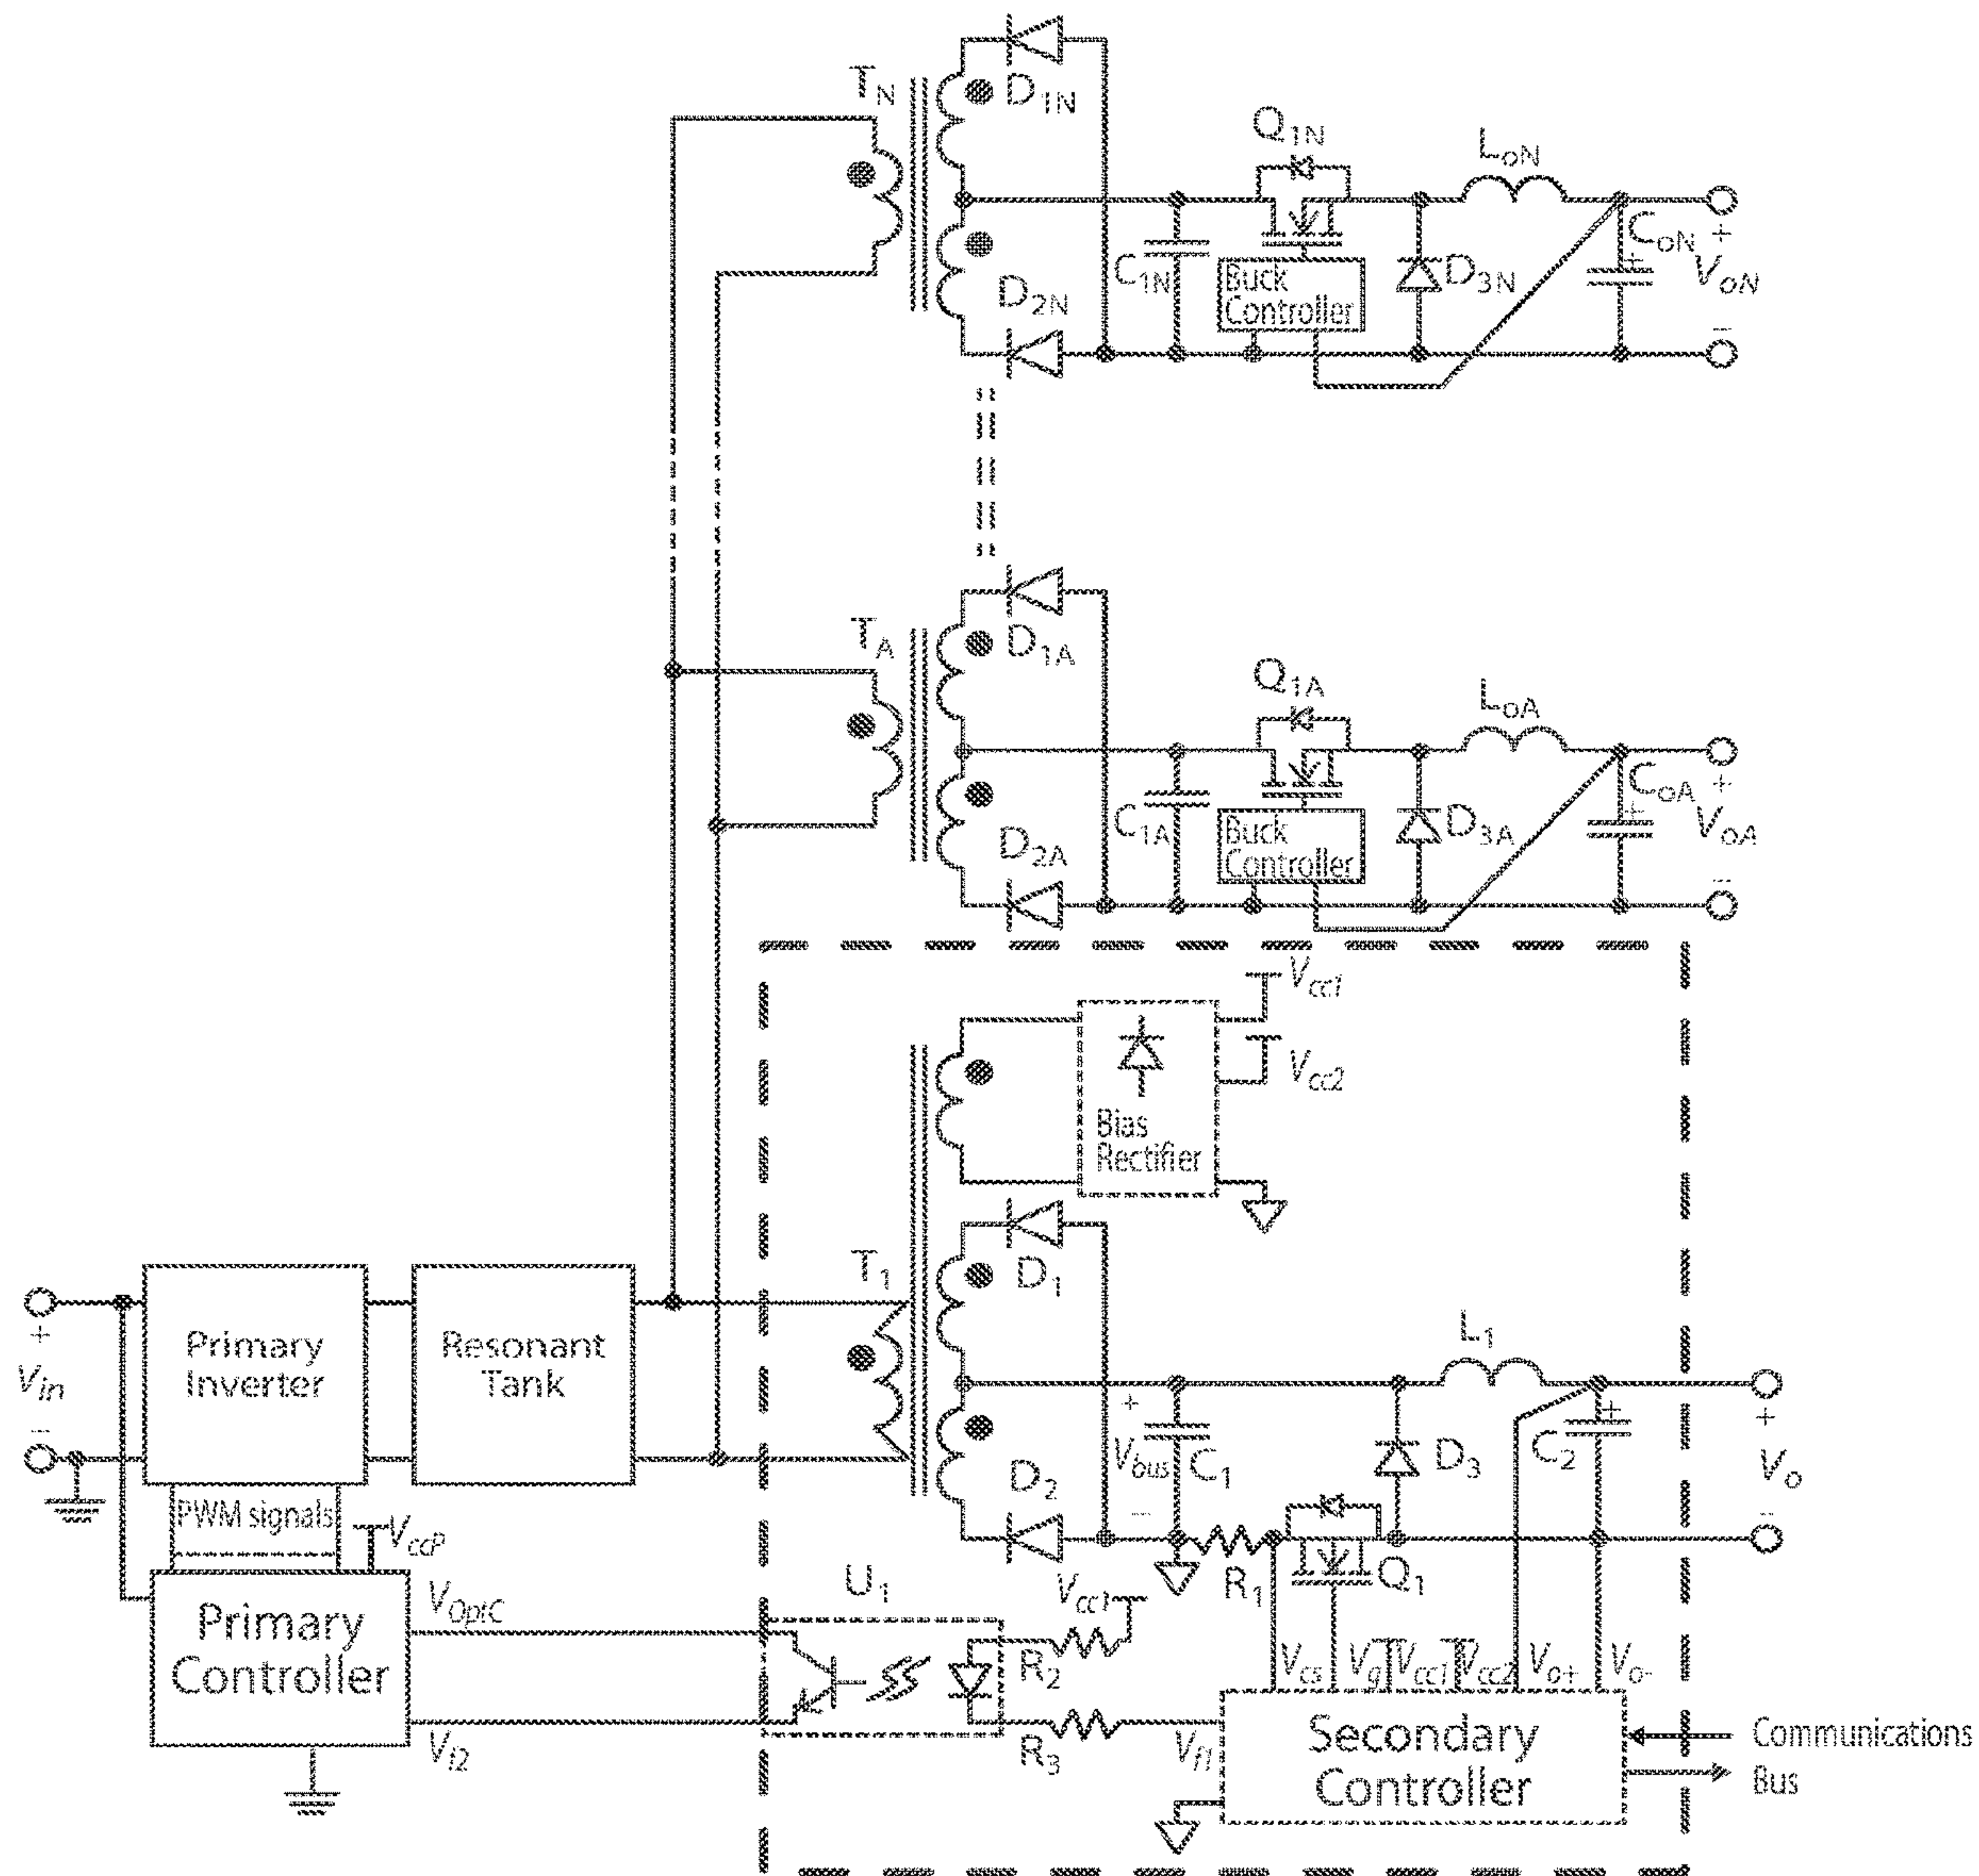 T_N
D_1N
Q_1N
L_oN
C_oN
+
+
V_oN
C_1N
Buck
Controller
D_3N
D_2N
–
T_A
D_1A
Q_1A
L_oA
C_oA
+
+
V_oA
C_1A
Buck
Controller
D_3A
D_2A
–
V_cc1
V_cc2
Bias
Rectifier
T_1
D_1
L_1
+
V_in
–
Primary
Inverter
Resonant
Tank
+
V_bus
–
C_1
D_3
C_2
+
+
V_o
-
D_2
PWM signals
V_ccP
U_1
V_cc1
R_1
Q_1
V_OptC
Primary
Controller
V_f2
R_2
R_3
V_f1
V_cs
V_g
V_cc1
V_cc2
V_o+
V_o-
Secondary
Controller
Communications
Bus